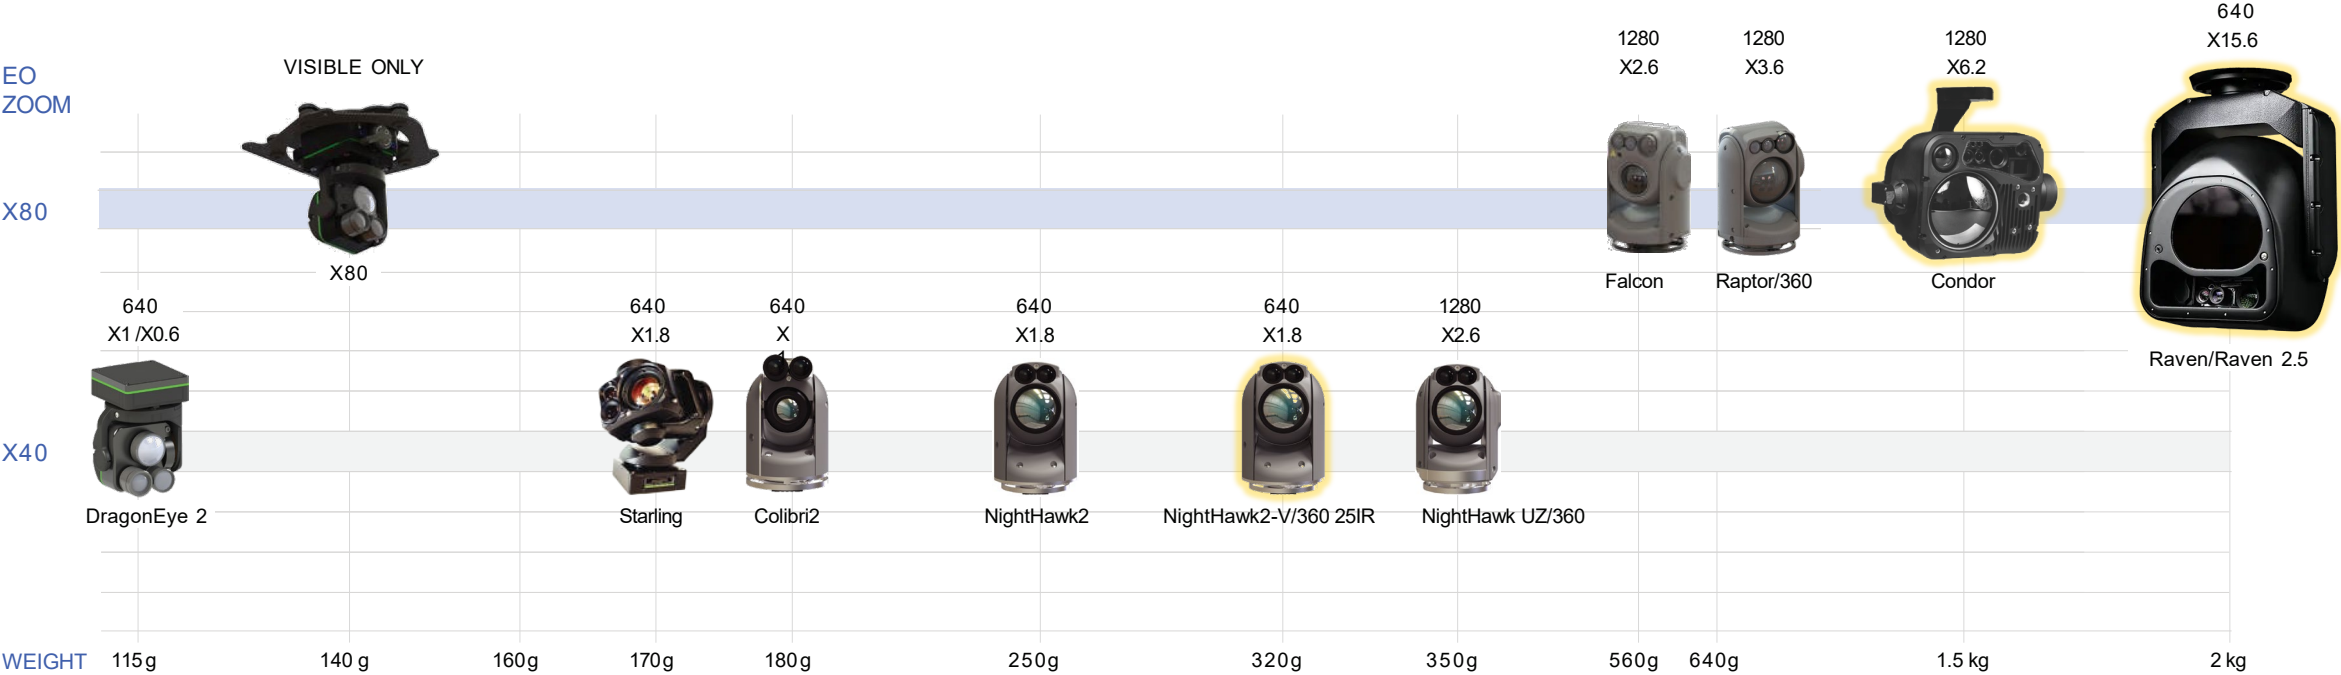 640
1280
1280
1280
X15.6
VISIBLE ONLY
X2.6
X3.6
X6.2
EO
ZOOM
X80
X80
Falcon
Raptor/360
Condor
640
640
640
640
640
1280
X1 /X0.6
X1.8
X
1
X1.8
X1.8
X2.6
Raven/Raven 2.5
X40
DragonEye 2
Starling
Colibri2
NightHawk2
NightHawk2-V/360 25IR
NightHawk UZ/360
WEIGHT
115g
140 g
160g
170g
180g
250g
320g
350g
560g
640g
1.5 kg
2 kg